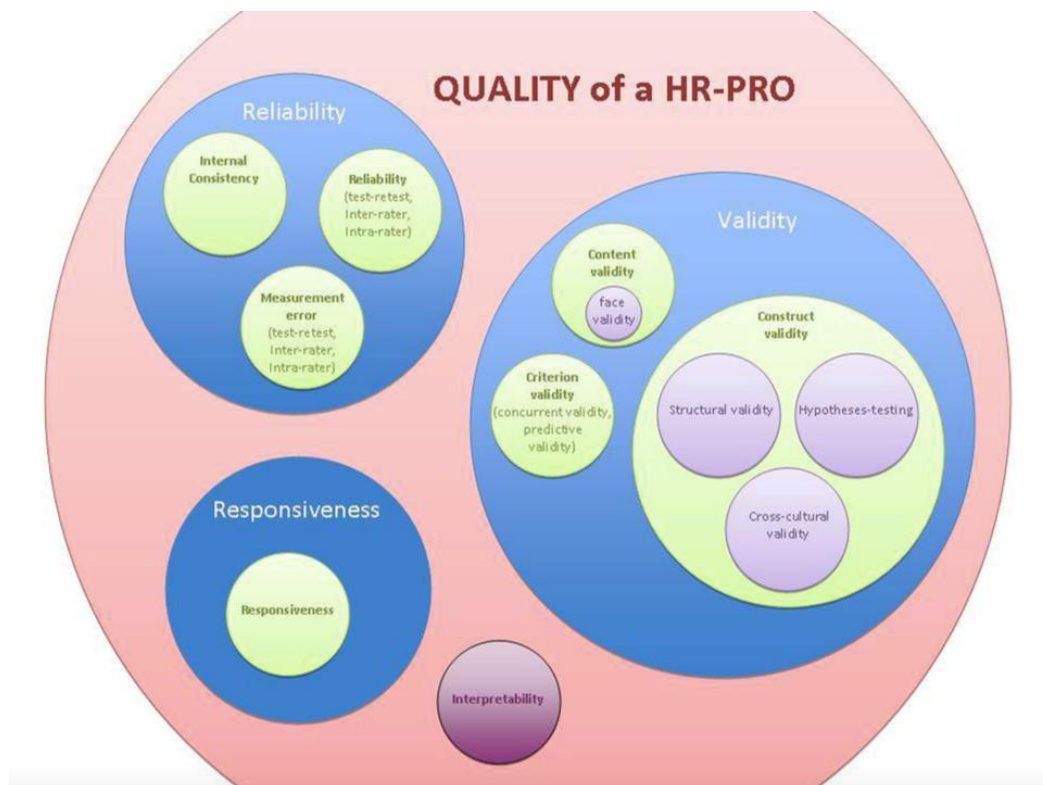 QUALITY of a HR-PRO
Reliability
Internal
Consistency
Reliability
(test-retest,
Inter-rater,
Intra-rater)
Measurement
error
(test-retest,
Inter-rater,
Intra-rater)
Validity
Content
validity
face
validity
Criterion
validity
(concurrent validity,
predictive
validity)
Construct
validity
Structural validity
Hypotheses-testing
Cross-cultural
validity
Responsiveness
Responsiveness
Interpretability